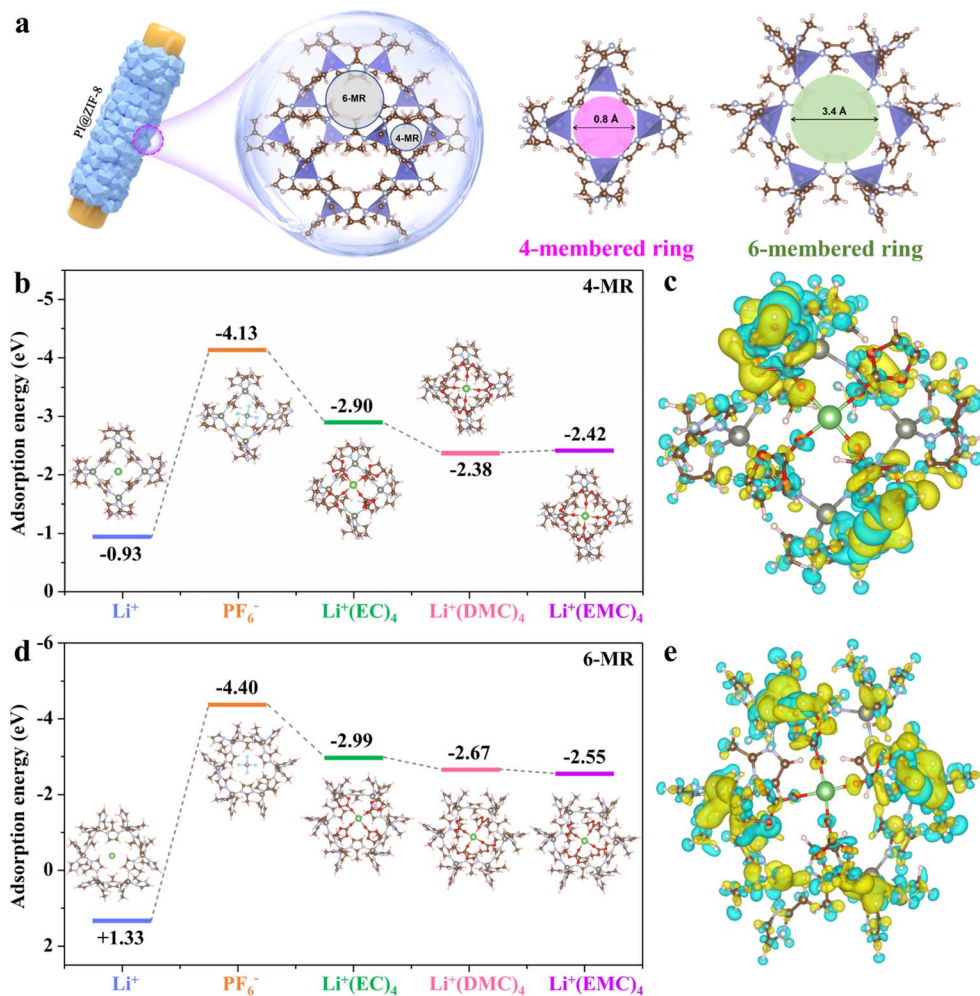 a
PI@ZIF-8
6-MR
4-MR
0.8 Å
3.4 Å
4-membered ring
6-membered ring
b
4-MR
Adsorption energy (eV)
-5
-4
-3
-2
-1
0
-0.93
-4.13
-2.90
-2.38
-2.42
Li⁺
PF₆⁻
Li⁺(EC)₄
Li⁺(DMC)₄
Li⁺(EMC)₄
c
d
6-MR
Adsorption energy (eV)
-6
-4
-2
0
2
+1.33
-4.40
-2.99
-2.67
-2.55
Li⁺
PF₆⁻
Li⁺(EC)₄
Li⁺(DMC)₄
Li⁺(EMC)₄
e